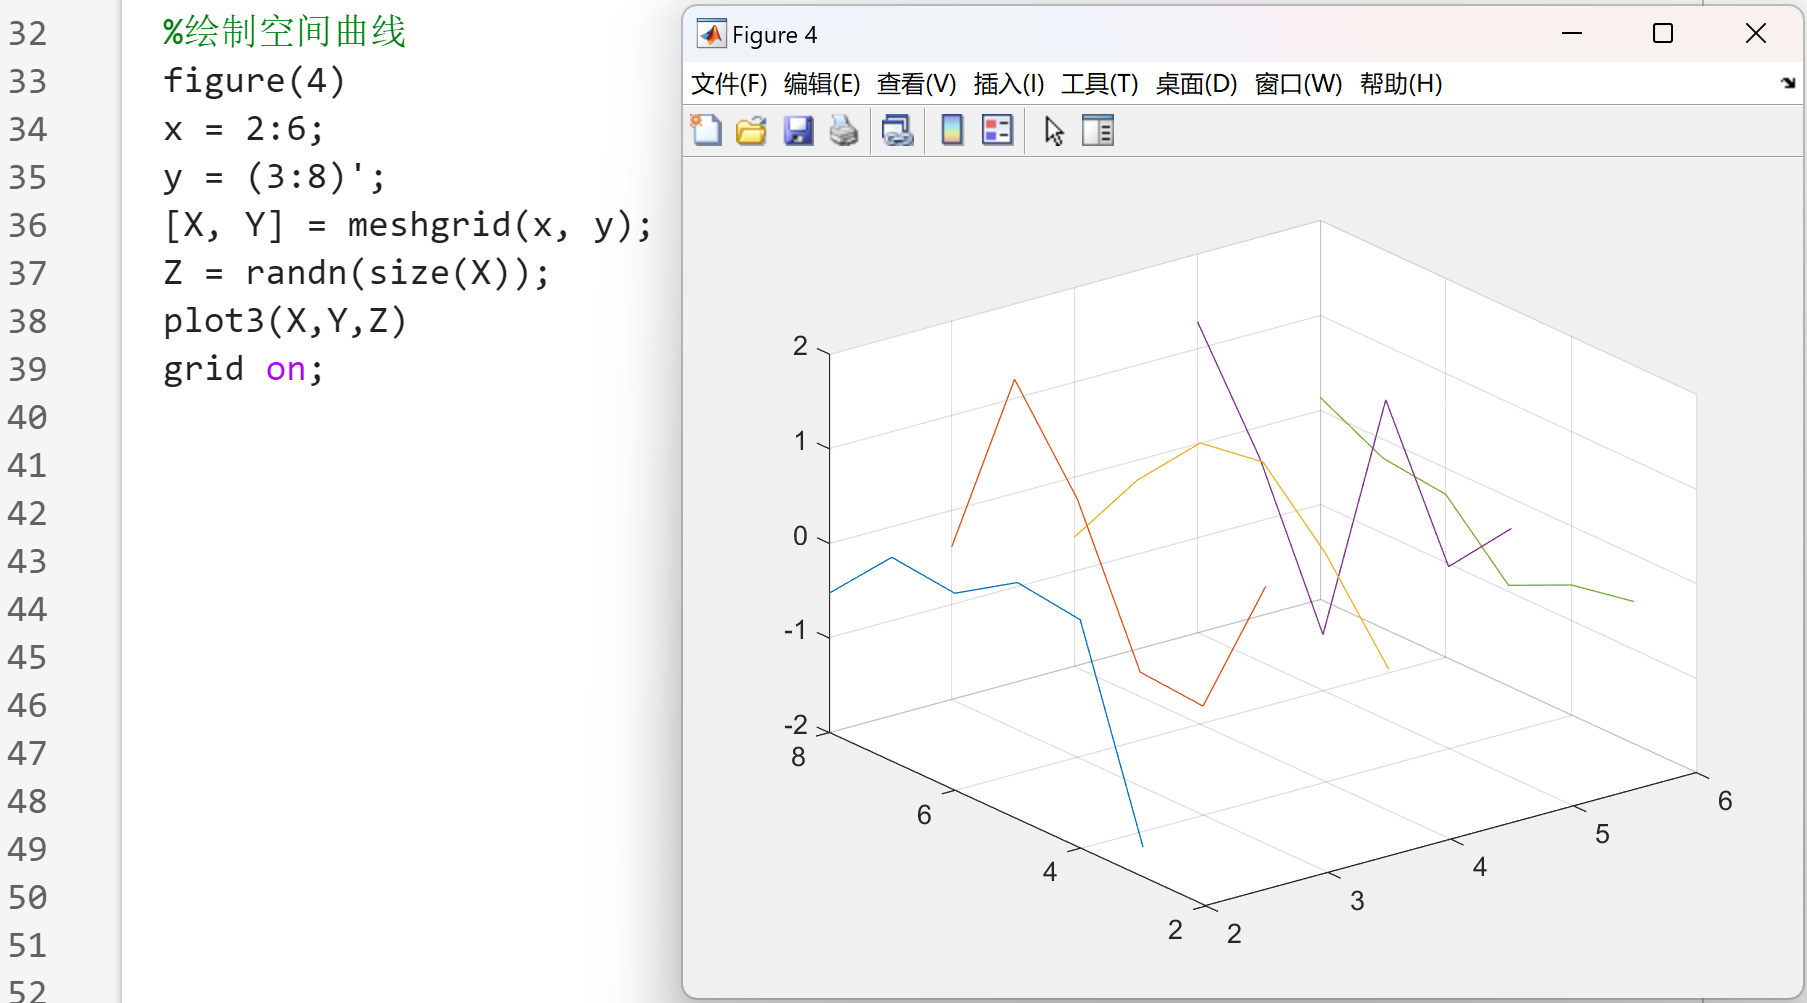 32 %绘制空间曲线
33 figure(4)
34 x = 2:6;
35 y = (3:8)';
36 [X, Y] = meshgrid(x, y);
37 Z = randn(size(X));
38 plot3(X,Y,Z)
39 grid on;
40
41
42
43
44
45
46
47
48
49
50
51
52
Figure 4
文件(F) 编辑(E) 查看(V) 插入(I) 工具(T) 桌面(D) 窗口(W) 帮助(H)
2
1
0
-1
-2
8
6
4
2
2
3
4
5
6